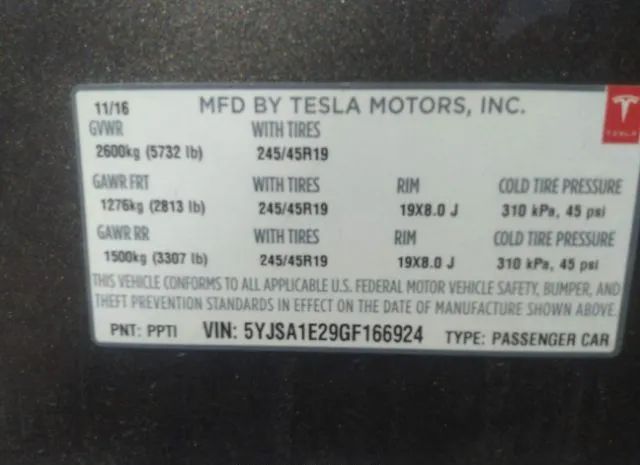 11/16 MFD BY TESLA MOTORS, INC.
GVWR WITH TIRES
2600kg (5732 lb) 245/45R19
TESLA
GAWR FRT WITH TIRES RIM COLD TIRE PRESSURE
1276kg (2813 lb) 245/45R19 19X8.0 J 310 kPa, 45 psi
GAWR RR WITH TIRES RIM COLD TIRE PRESSURE
1500kg (3307 lb) 245/45R19 19X8.0 J 310 kPa, 45 psi
THIS VEHICLE CONFORMS TO ALL APPLICABLE U.S. FEDERAL MOTOR VEHICLE SAFETY, BUMPER, AND
THEFT PREVENTION STANDARDS IN EFFECT ON THE DATE OF MANUFACTURE SHOWN ABOVE.
PNT: PPTI VIN: 5YJSA1E29GF166924 TYPE: PASSENGER CAR